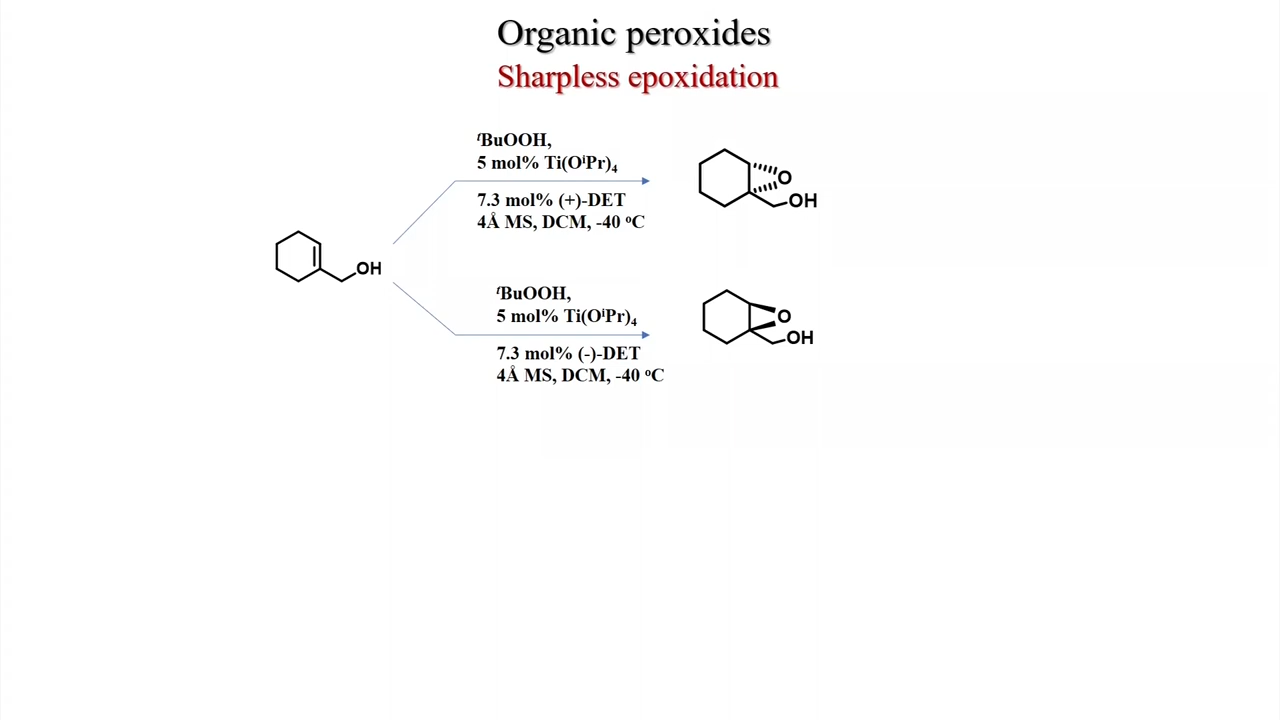 Organic peroxides
Sharpless epoxidation
ᵗBuOOH,
5 mol% Ti(OⁱPr)₄
7.3 mol% (+)-DET
4Å MS, DCM, -40 ᵒC
O
OH
OH
ᵗBuOOH,
5 mol% Ti(OⁱPr)₄
7.3 mol% (-)-DET
4Å MS, DCM, -40 ᵒC
O
OH